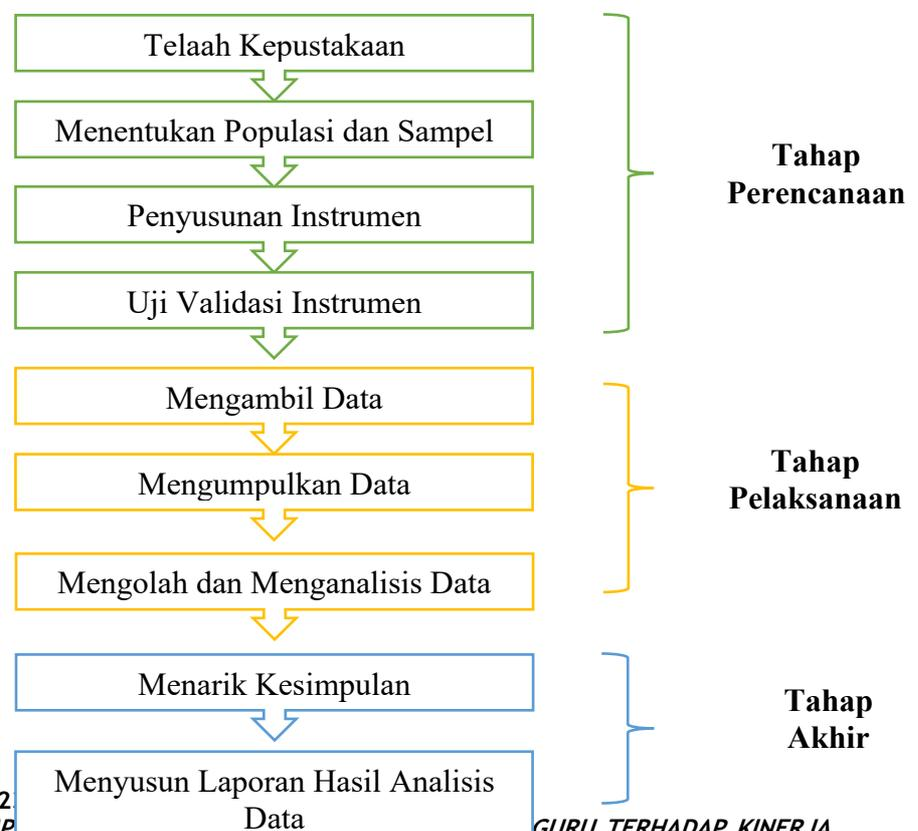 Telaah Kepustakaan
Menentukan Populasi dan Sampel
Penyusunan Instrumen
Uji Validasi Instrumen
Tahap
Perencanaan
Mengambil Data
Mengumpulkan Data
Mengolah dan Menganalisis Data
Tahap
Pelaksanaan
Menarik Kesimpulan
Menyusun Laporan Hasil Analisis
Data
Tahap
Akhir
2
GURU TERHADAP KINERJA